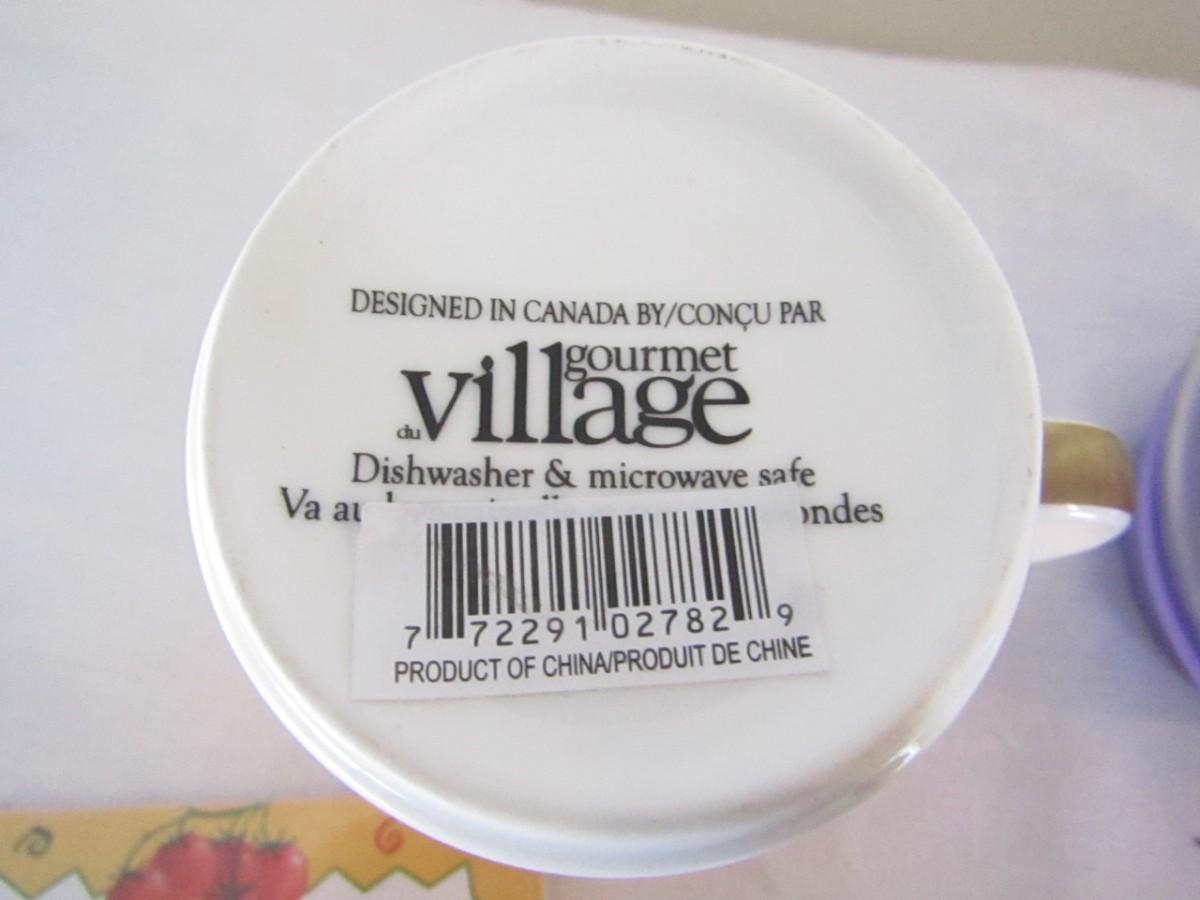 DESIGNED IN CANADA BY/CONÇU PAR
gourmet
du village
Dishwasher & microwave safe
Va au ondes
7 72291 02782 9
PRODUCT OF CHINA/PRODUIT DE CHINE